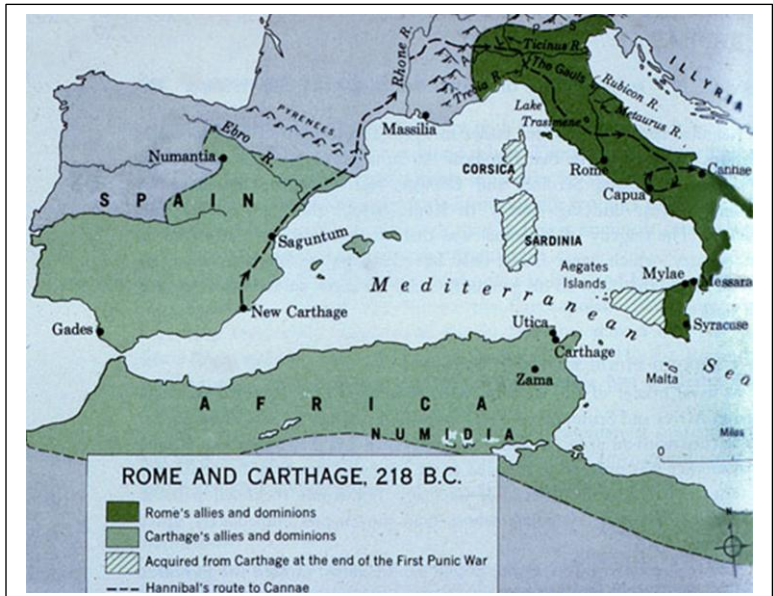 Rhone R.
Ticinus R.
ILLYRIA
The Gauls
Rubicon R.
Trebia R.
Metaurus R.
PYRENEES
Lake
Trasimene
Ebro R.
Massilia
Numantia
CORSICA
Rome
Cannae
SPAIN
Capua
Saguntum
SARDINIA
Aegates
Islands
Mylae
Messara
Mediterranean Sea
New Carthage
Gades
Utica
Syracuse
Carthage
Zama
Malta
AFRICA
NUMIDIA
Miles
0
N
ROME AND CARTHAGE, 218 B.C.
Rome's allies and dominions
Carthage's allies and dominions
Acquired from Carthage at the end of the First Punic War
Hannibal's route to Cannae